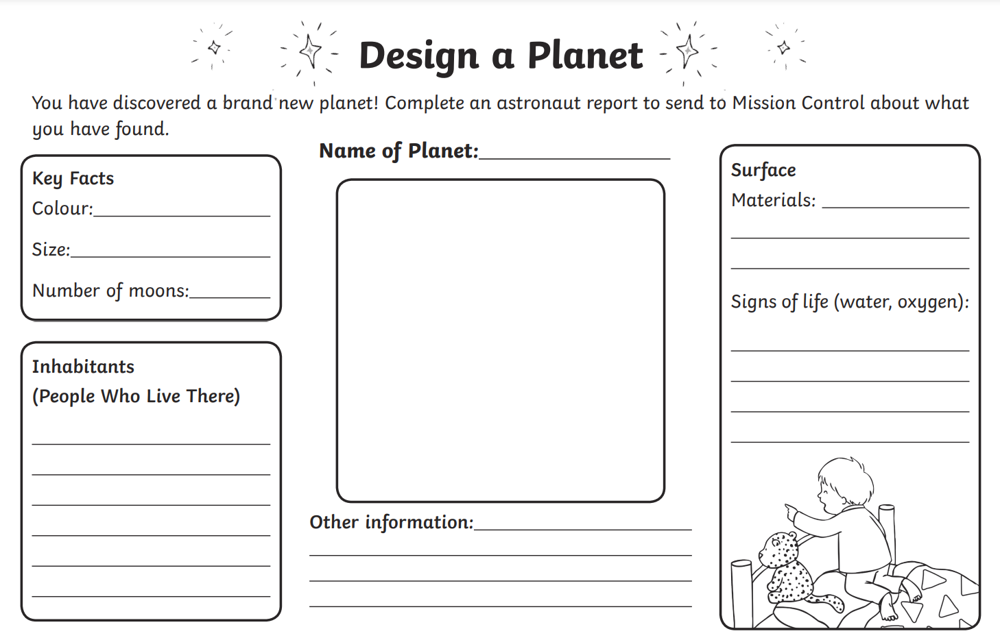 Design a Planet
You have discovered a brand new planet! Complete an astronaut report to send to Mission Control about what
you have found.
Key Facts
Colour:
Size:
Number of moons:
Inhabitants
(People Who Live There)
Name of Planet:
Other information:
Surface
Materials:
Signs of life (water, oxygen):